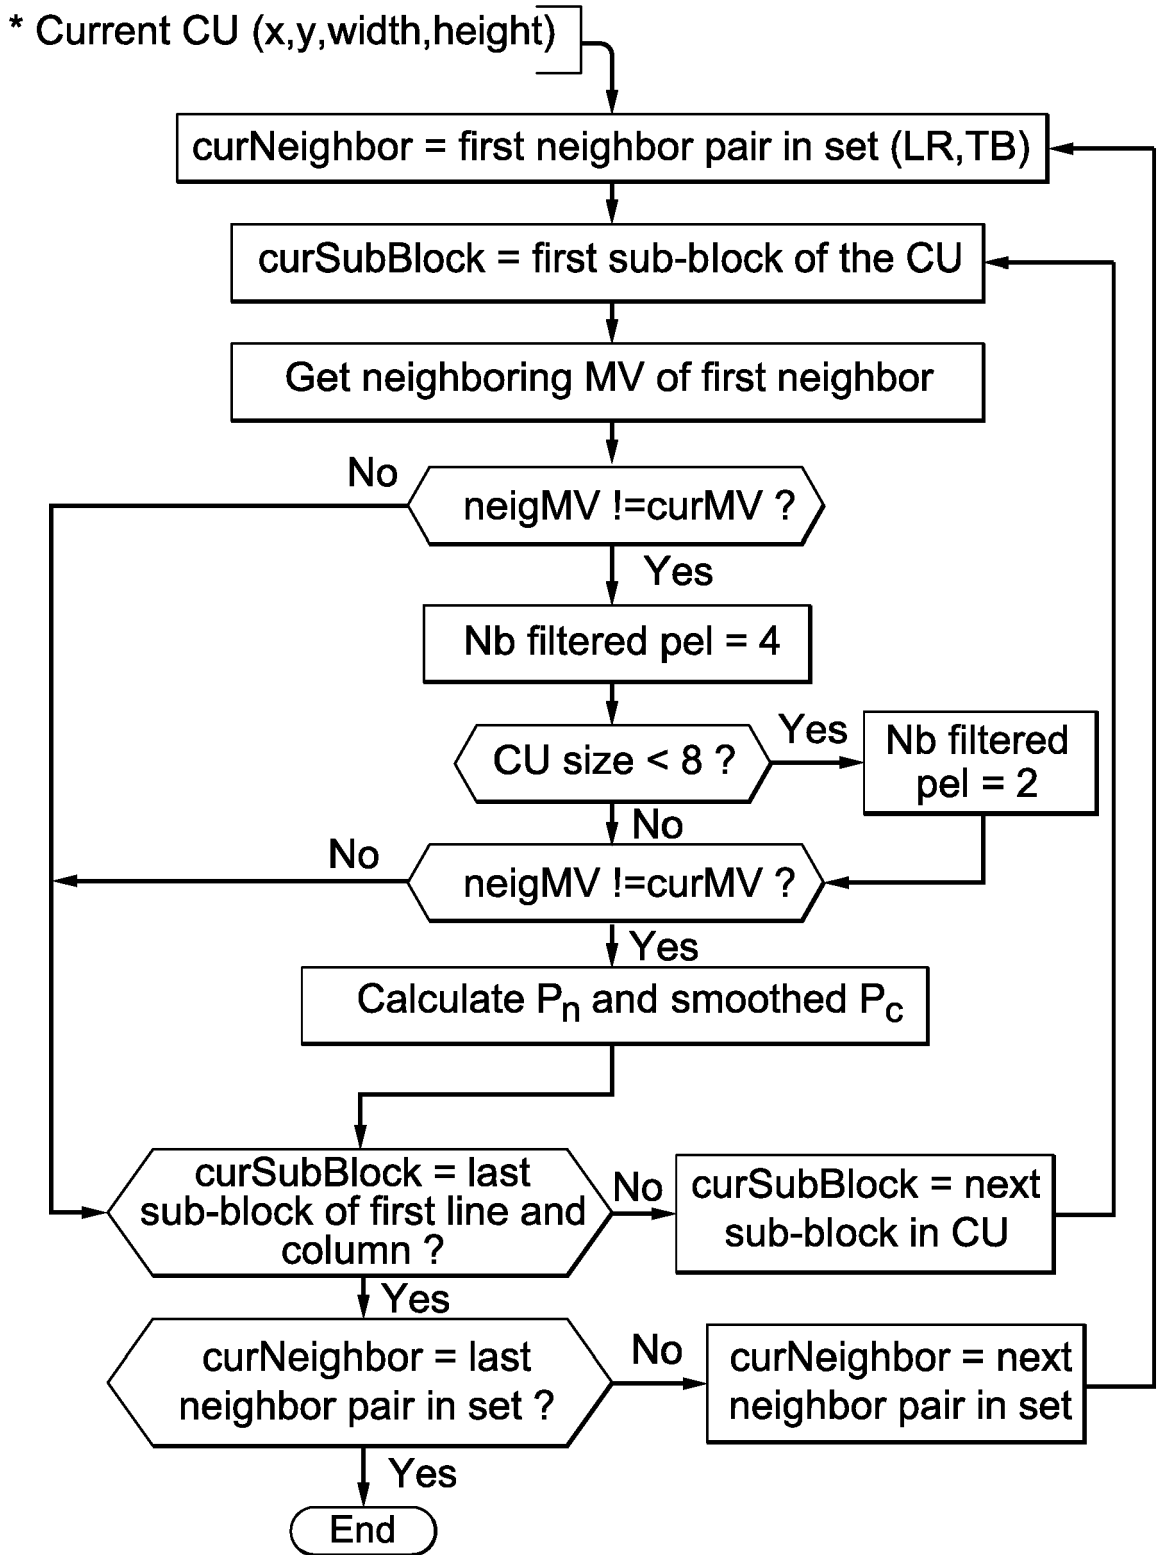 * Current CU (x,y,width,height)
curNeighbor = first neighbor pair in set (LR,TB)
curSubBlock = first sub-block of the CU
Get neighboring MV of first neighbor
No
neigMV !=curMV ?
Yes
Nb filtered pel = 4
CU size < 8 ?
Yes
Nb filtered
pel = 2
No
No
neigMV !=curMV ?
Yes
Calculate Pn and smoothed Pc
curSubBlock = last
sub-block of first line and
column ?
No
curSubBlock = next
sub-block in CU
Yes
curNeighbor = last
neighbor pair in set ?
No
curNeighbor = next
neighbor pair in set
Yes
End